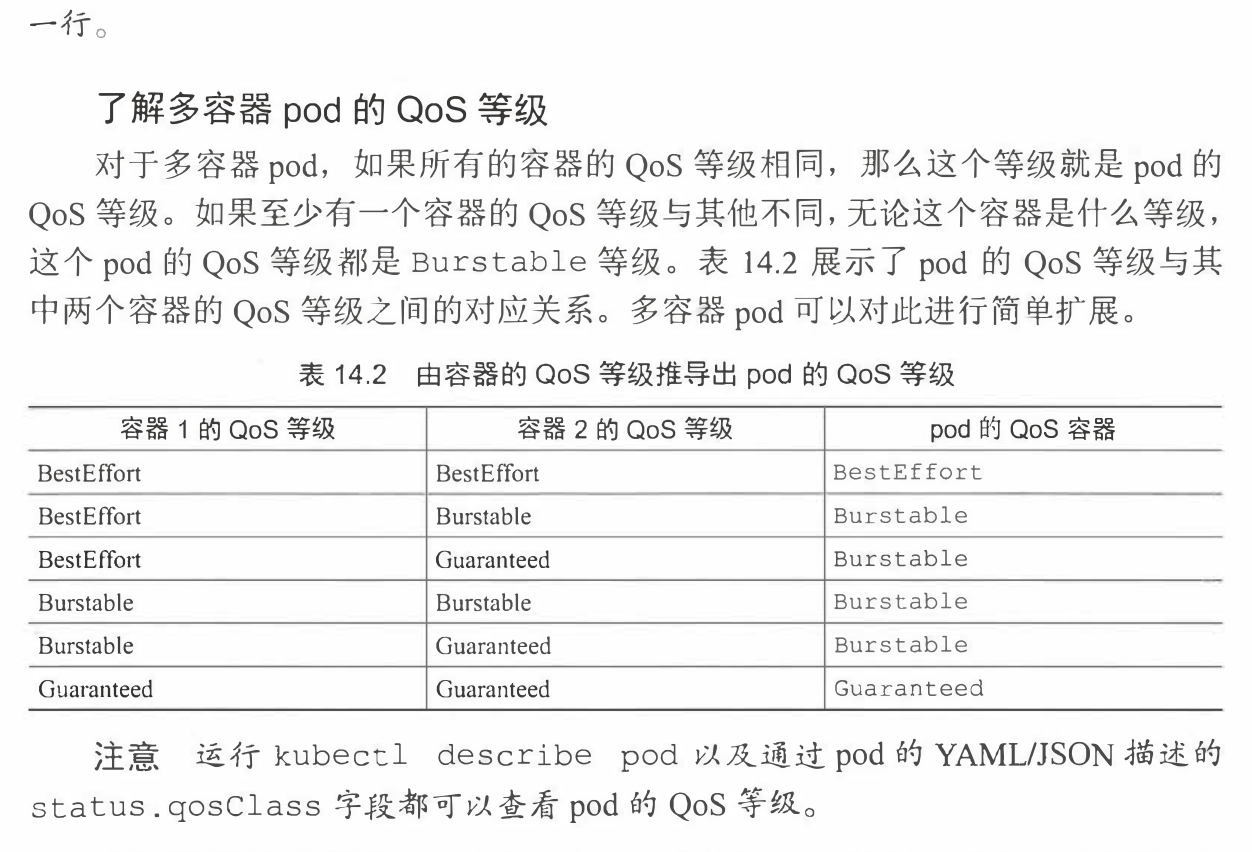 一行。
了解多容器 pod 的 QoS 等级
对于多容器 pod，如果所有的容器的 QoS 等级相同，那么这个等级就是 pod 的
QoS 等级。如果至少有一个容器的 QoS 等级与其他不同，无论这个容器是什么等级，
这个 pod 的 QoS 等级都是 Burstable 等级。表 14.2 展示了 pod 的 QoS 等级与其
中两个容器的 QoS 等级之间的对应关系。多容器 pod 可以对此进行简单扩展。
表 14.2 由容器的 QoS 等级推导出 pod 的 QoS 等级
容器 1 的 QoS 等级 容器 2 的 QoS 等级 pod 的 QoS 容器
BestEffort BestEffort BestEffort
BestEffort Burstable Burstable
BestEffort Guaranteed Burstable
Burstable Burstable Burstable
Burstable Guaranteed Burstable
Guaranteed Guaranteed Guaranteed
注意 运行 kubectl describe pod 以及通过 pod 的 YAML/JSON 描述的
status.qosClass 字段都可以查看 pod 的 QoS 等级。